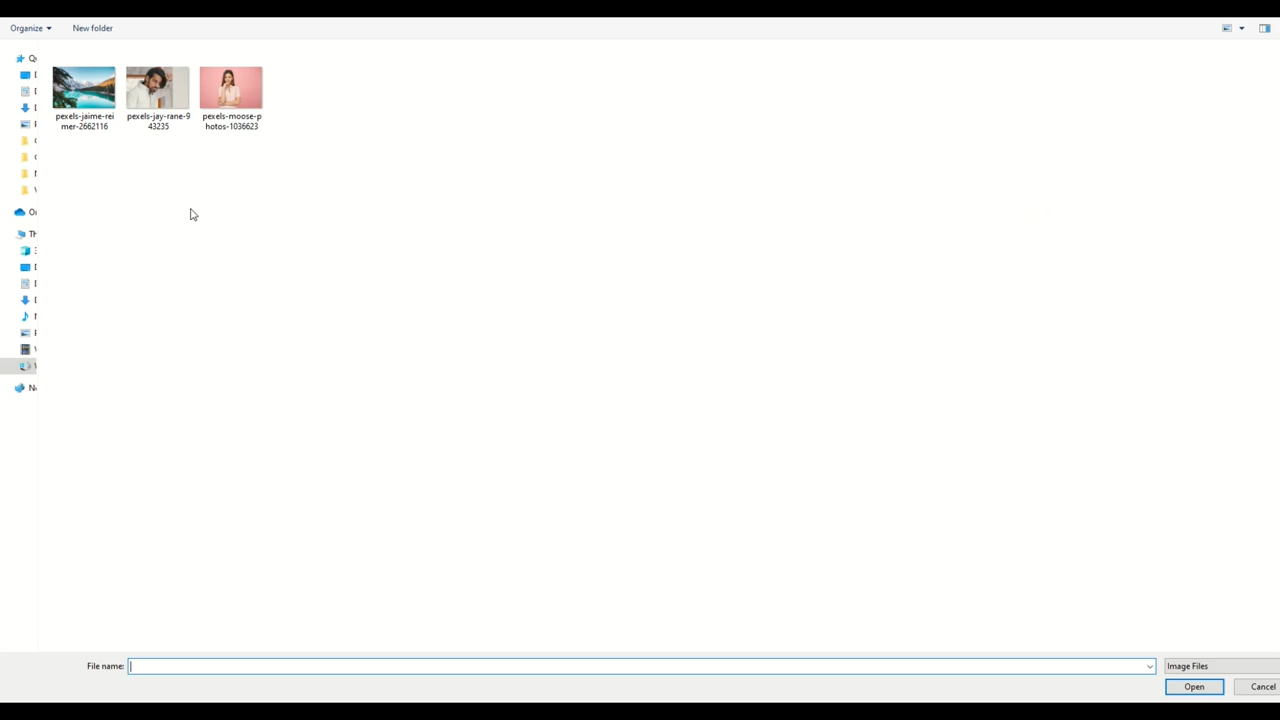 Organize
New folder
pexels-jaime-rei
mer-2662116
pexels-jay-rane-9
43235
pexels-moose-p
hotos-1036623
File name:
Image Files
Open
Cancel